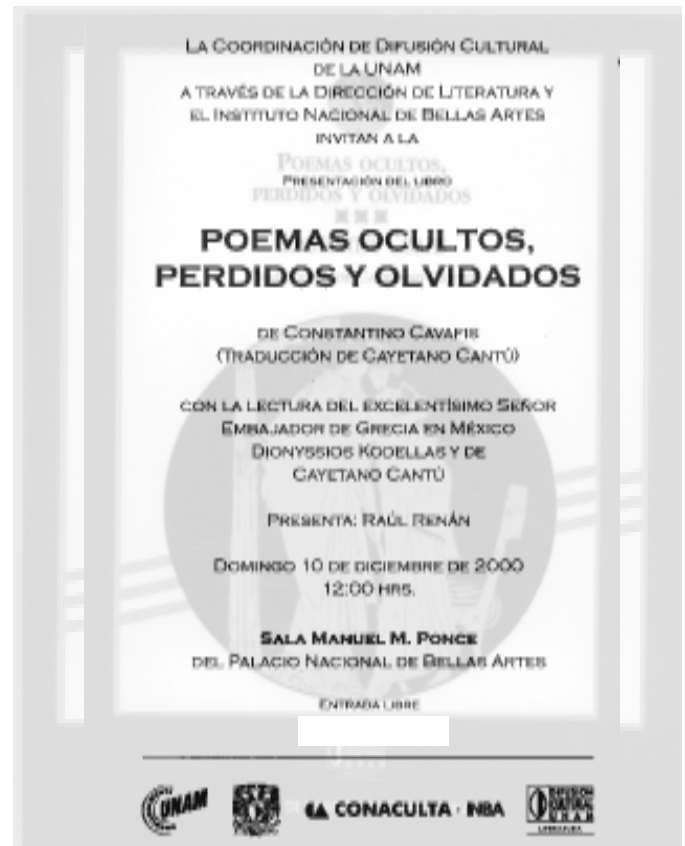 LA COORDINACIÓN DE DIFUSIÓN CULTURAL
DE LA UNAM
A TRAVÉS DE LA DIRECCIÓN DE LITERATURA Y
EL INSTITUTO NACIONAL DE BELLAS ARTES
INVITAN A LA
POEMAS OCULTOS,
PRESENTACIÓN DEL LIBRO
PERDIDOS Y OLVIDADOS
POEMAS OCULTOS,
PERDIDOS Y OLVIDADOS
DE CONSTANTINO CAVAFIS
(TRADUCCIÓN DE CAYETANO CANTÚ)
CON LA LECTURA DEL EXCELENTÍSIMO SEÑOR
EMBAJADOR DE GRECIA EN MÉXICO
DIONYSSIOS KODELLAS Y DE
CAYETANO CANTÚ
PRESENTA: RAÚL RENÁN
DOMINGO 10 DE DICIEMBRE DE 2000
12:00 HRS.
SALA MANUEL M. PONCE
DEL PALACIO NACIONAL DE BELLAS ARTES
ENTRADA LIBRE
UNAM
CONACULTA · INBA
DIFUSIÓN
CULTURAL
UNAM
LITERATURA